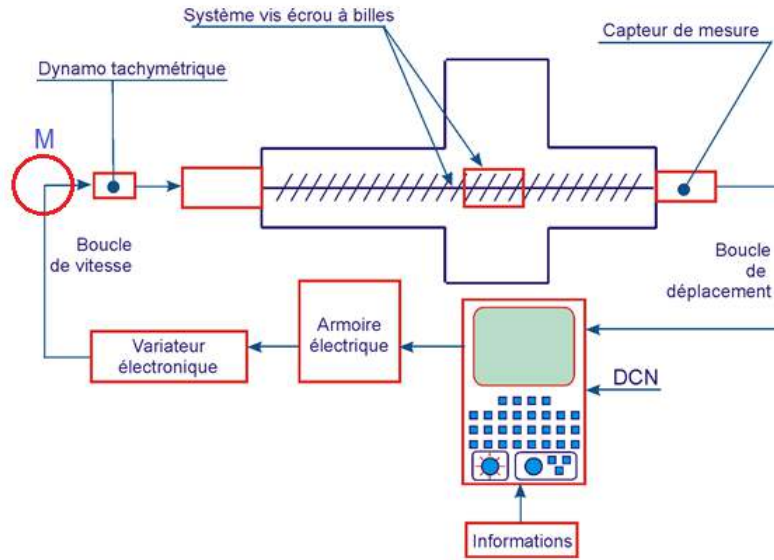 Système vis écrou à billes
Capteur de mesure
Dynamo tachymétrique
M
Boucle
de vitesse
Boucle
de
déplacement
Armoire
électrique
Variateur
électronique
DCN
Informations